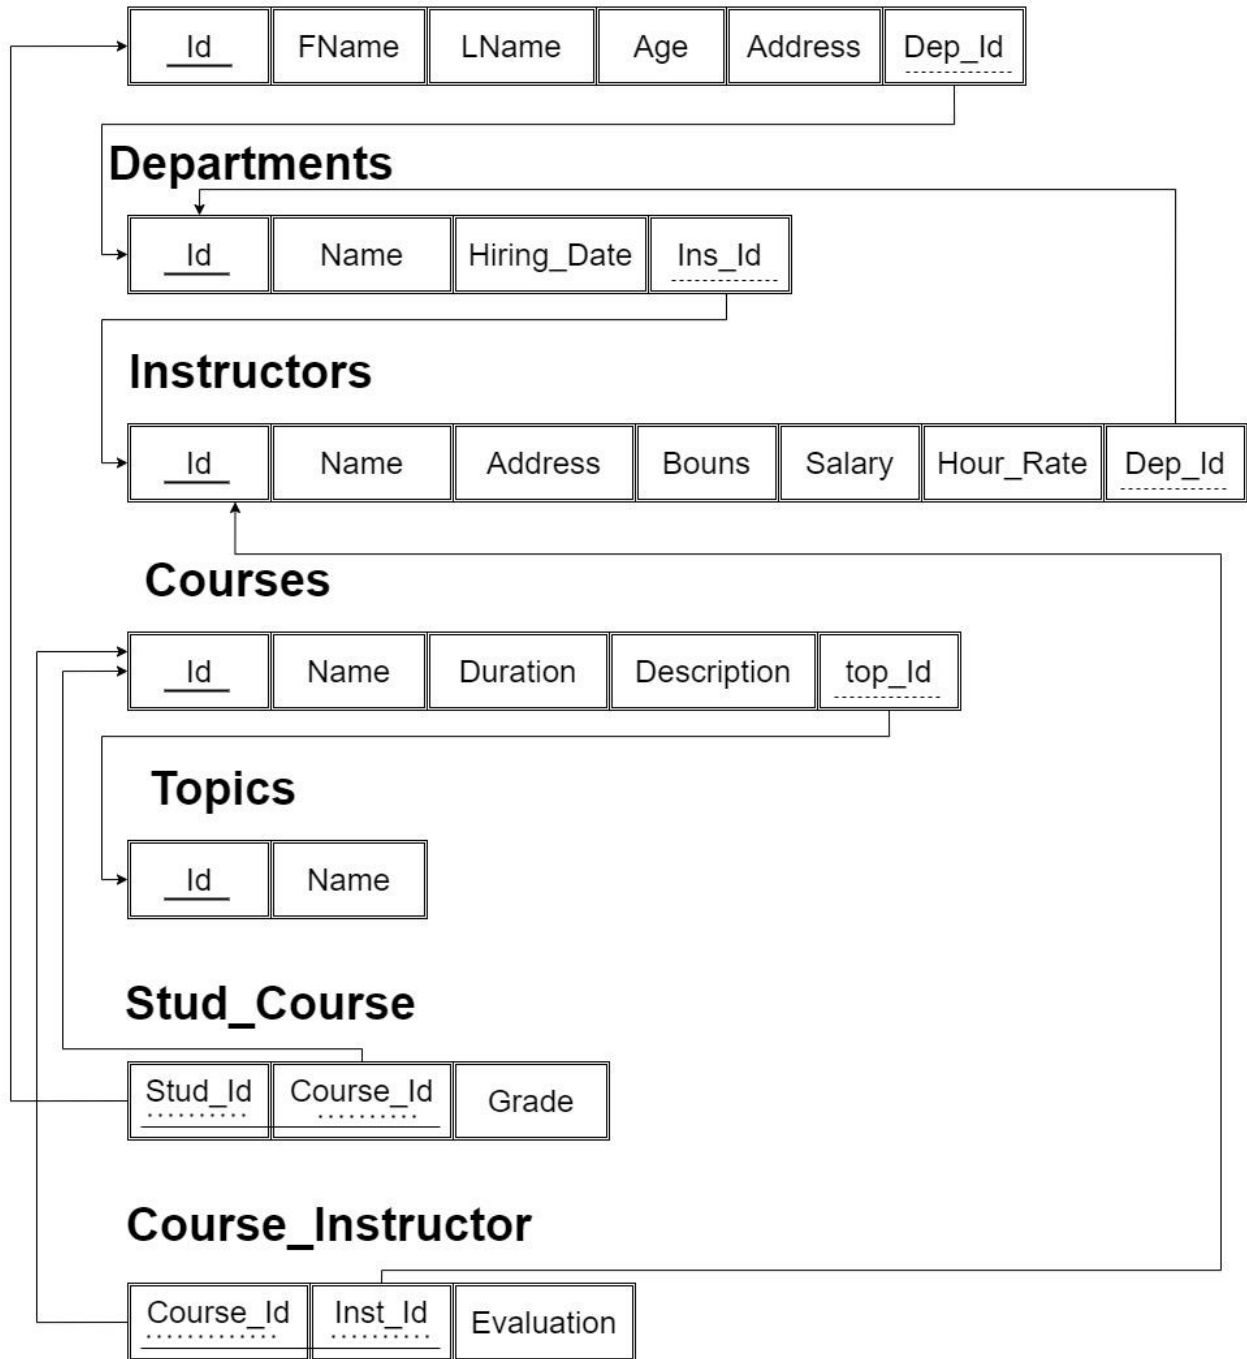 Id FName LName Age Address Dep_Id
Departments
Id Name Hiring_Date Ins_Id
Instructors
Id Name Address Bouns Salary Hour_Rate Dep_Id
Courses
Id Name Duration Description top_Id
Topics
Id Name
Stud_Course
Stud_Id Course_Id Grade
Course_Instructor
Course_Id Inst_Id Evaluation